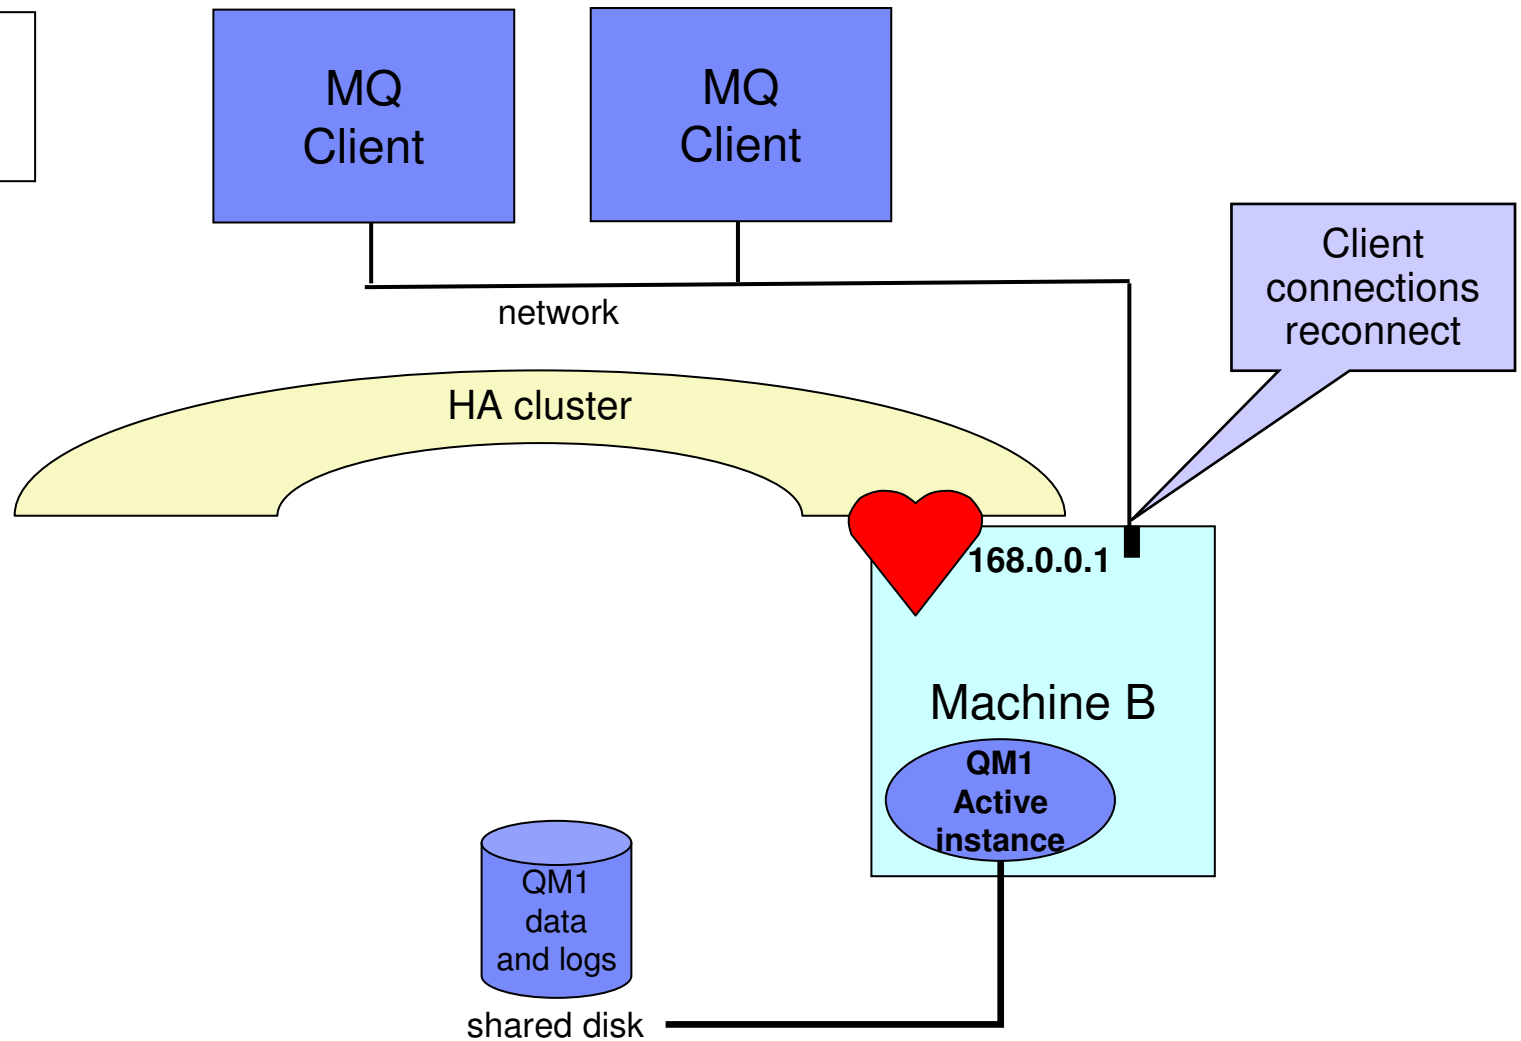 MQ
Client
MQ
Client
Client
connections
reconnect
network
HA cluster
168.0.0.1
Machine B
QM1
Active
instance
QM1
data
and logs
shared disk